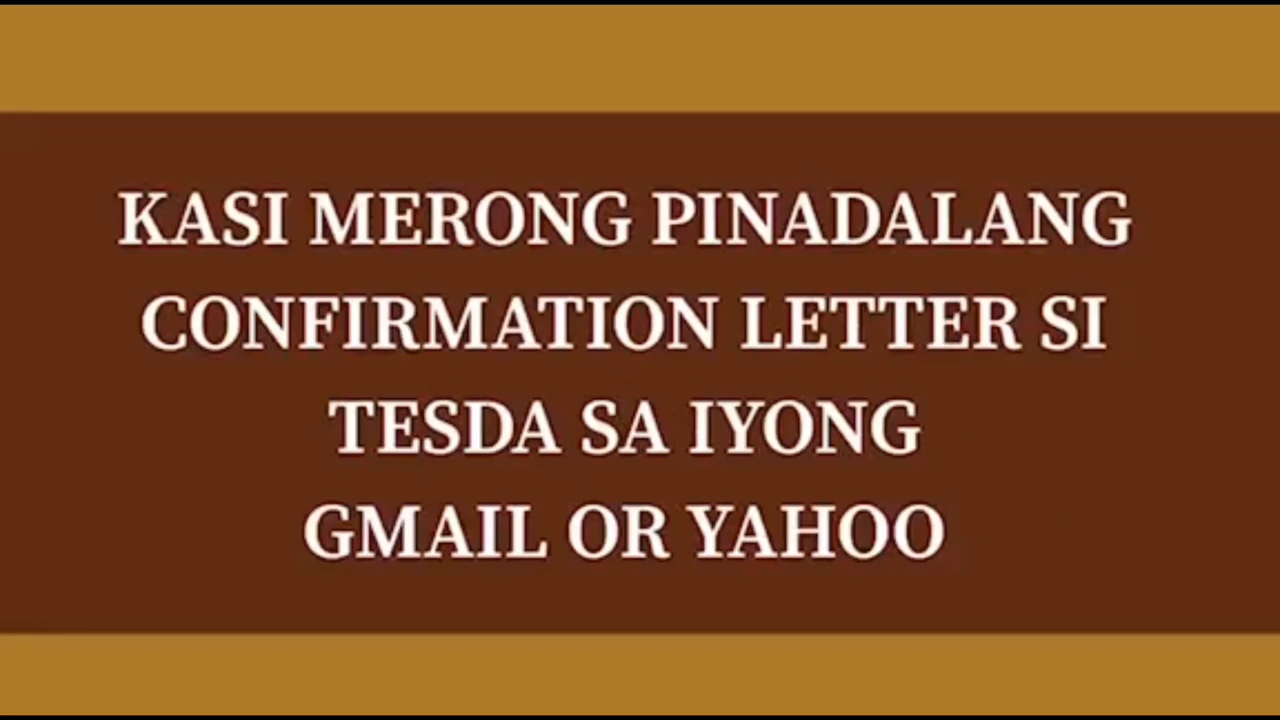 KASI MERONG PINADALANG
CONFIRMATION LETTER SI
TESDA SA IYONG
GMAIL OR YAHOO